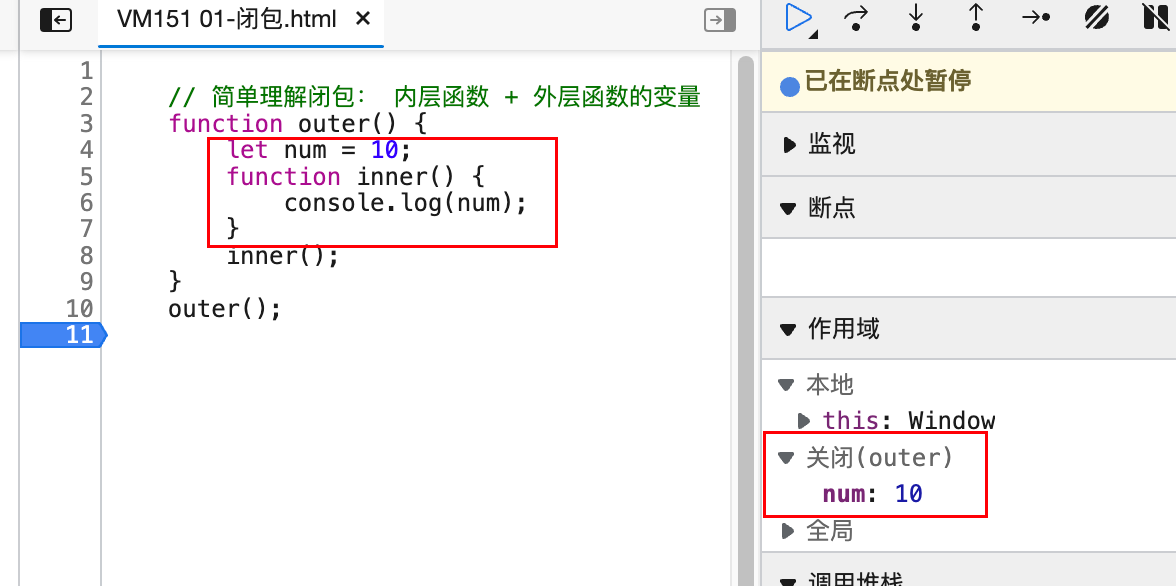 VM151 01-闭包.html ×
1
2 // 简单理解闭包： 内层函数 + 外层函数的变量
3 function outer() {
4 let num = 10;
5 function inner() {
6 console.log(num);
7 }
8 inner();
9 }
10 outer();
11
已在断点处暂停
监视
断点
作用域
本地
this: Window
关闭(outer)
num: 10
全局
调用堆栈